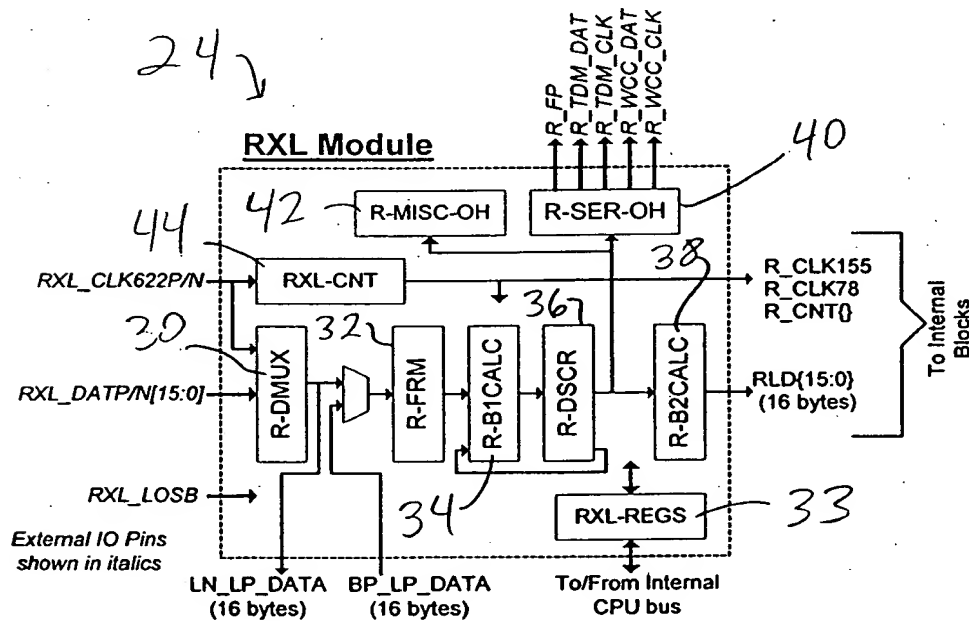 24
R_FP
R_TDM_DAT
R_TDM_CLK
R_WCC_DAT
R_WCC_CLK
RXL Module
40
42
R-MISC-OH
R-SER-OH
44
RXL_CLK622P/N
RXL-CNT
38
R_CLK155
R_CLK78
R_CNT{}
To Internal
Blocks
30
32
36
R-DMUX
R-FRM
R-B1CALC
R-DSCR
R-B2CALC
RXL_DATP/N[15:0]
RLD{15:0}
(16 bytes)
34
RXL_LOSB
RXL-REGS
33
External IO Pins
shown in italics
LN_LP_DATA
(16 bytes)
BP_LP_DATA
(16 bytes)
To/From Internal
CPU bus